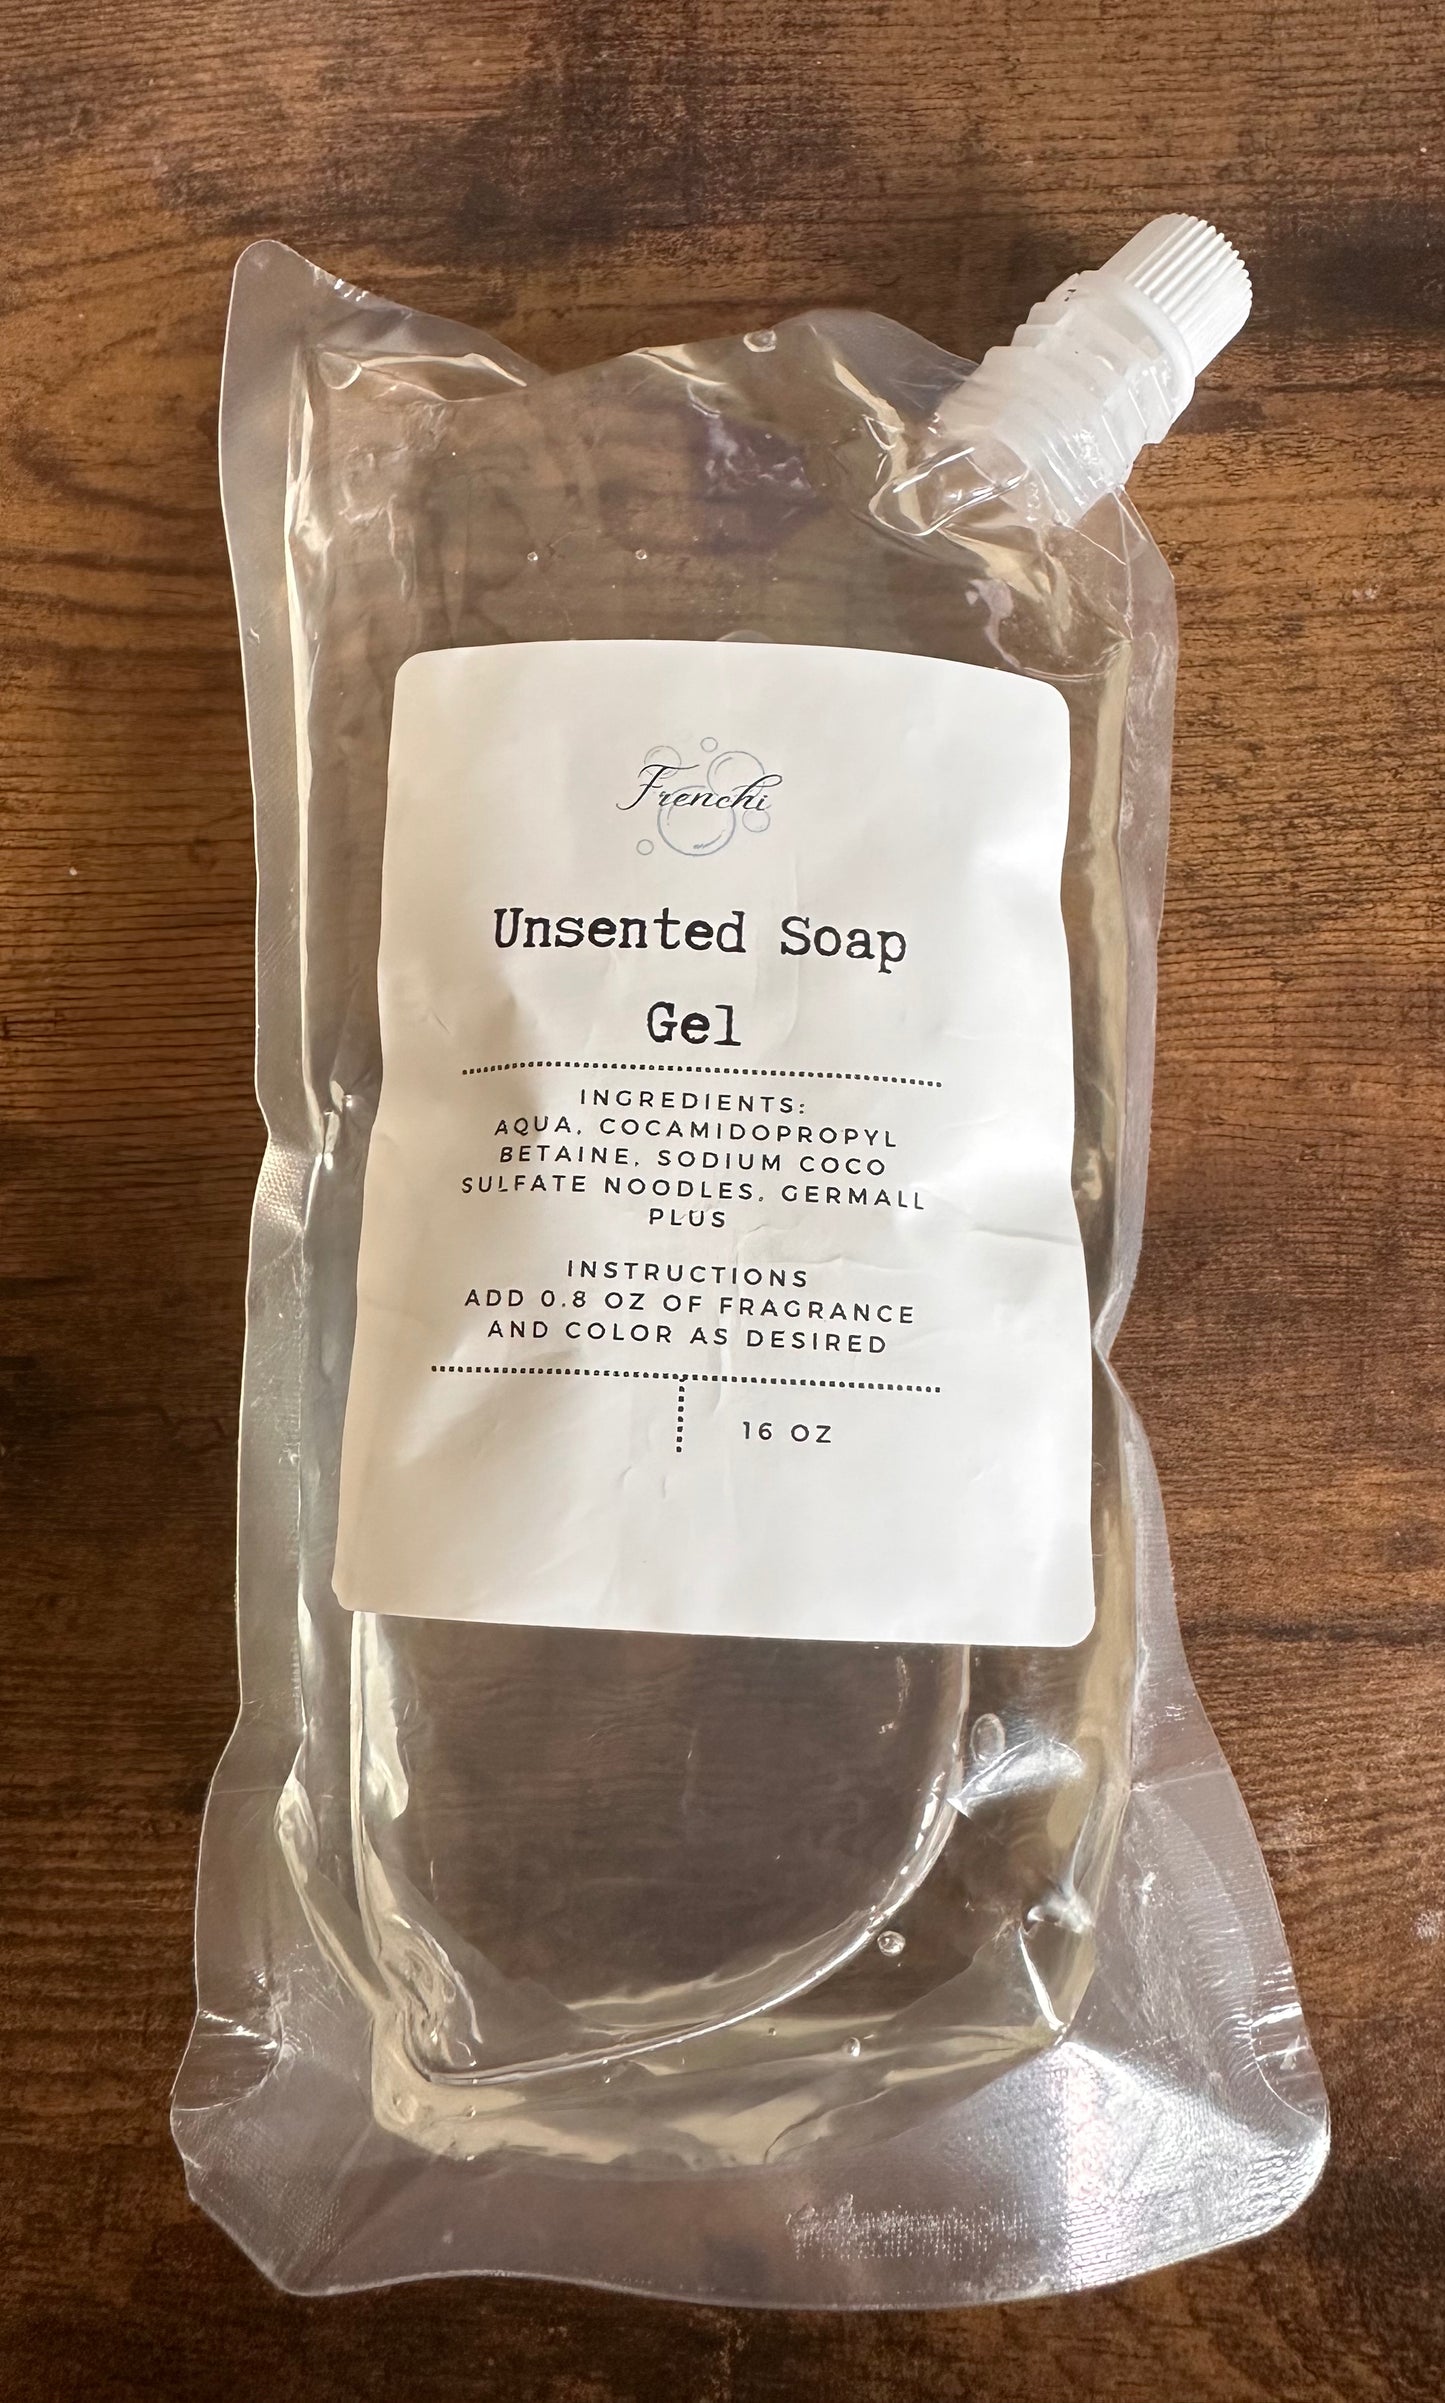 Frenchi
Unsented Soap
Gel
INGREDIENTS:
AQUA, COCAMIDOPROPYL
BETAINE, SODIUM COCO
SULFATE NOODLES, GERMALL
PLUS
INSTRUCTIONS
ADD 0.8 OZ OF FRAGRANCE
AND COLOR AS DESIRED
16 OZ